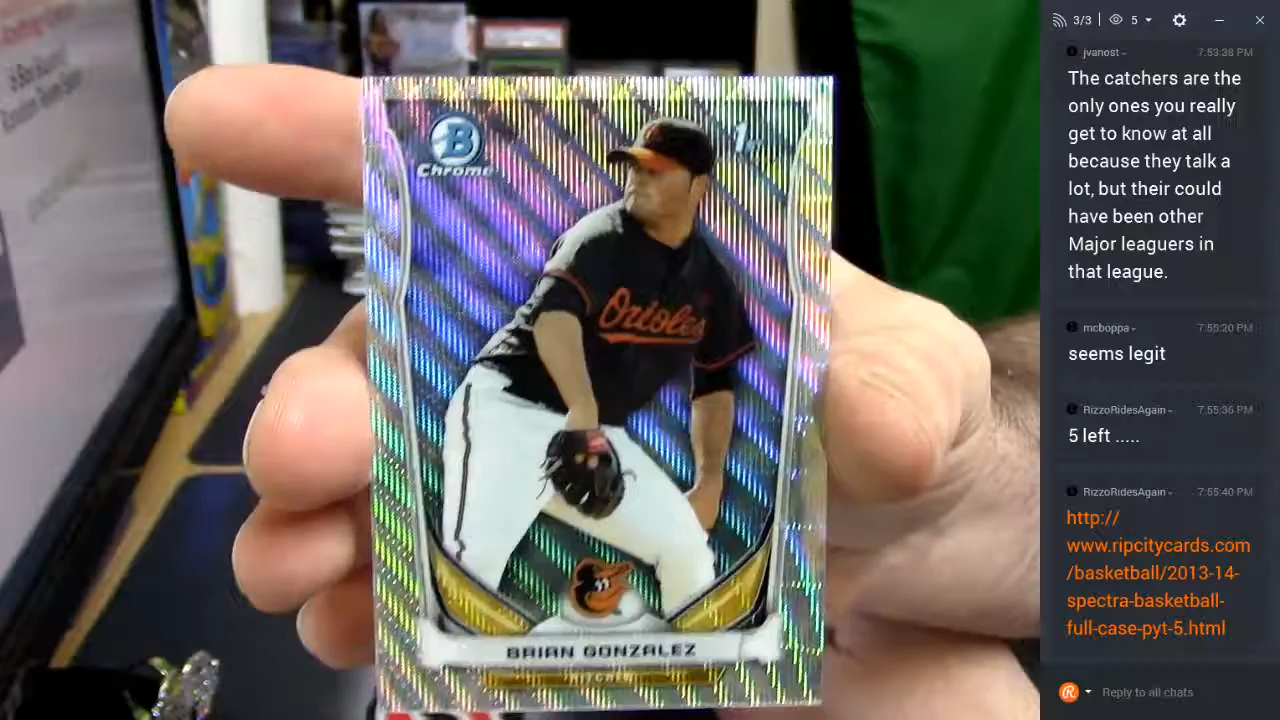 B
Chrome
1st
Orioles
BRIAN GONZALEZ
PITCHER
3/3
5
jvanost
7:53:38 PM
The catchers are the
only ones you really
get to know at all
because they talk a
lot, but their could
have been other
Major leaguers in
that league.
mcboppa
7:55:20 PM
seems legit
RizzoRidesAgain
7:55:36 PM
5 left .....
RizzoRidesAgain
7:55:40 PM
http://
www.ripcitycards.com
/basketball/2013-14-
spectra-basketball-
full-case-pyt-5.html
R
Reply to all chats